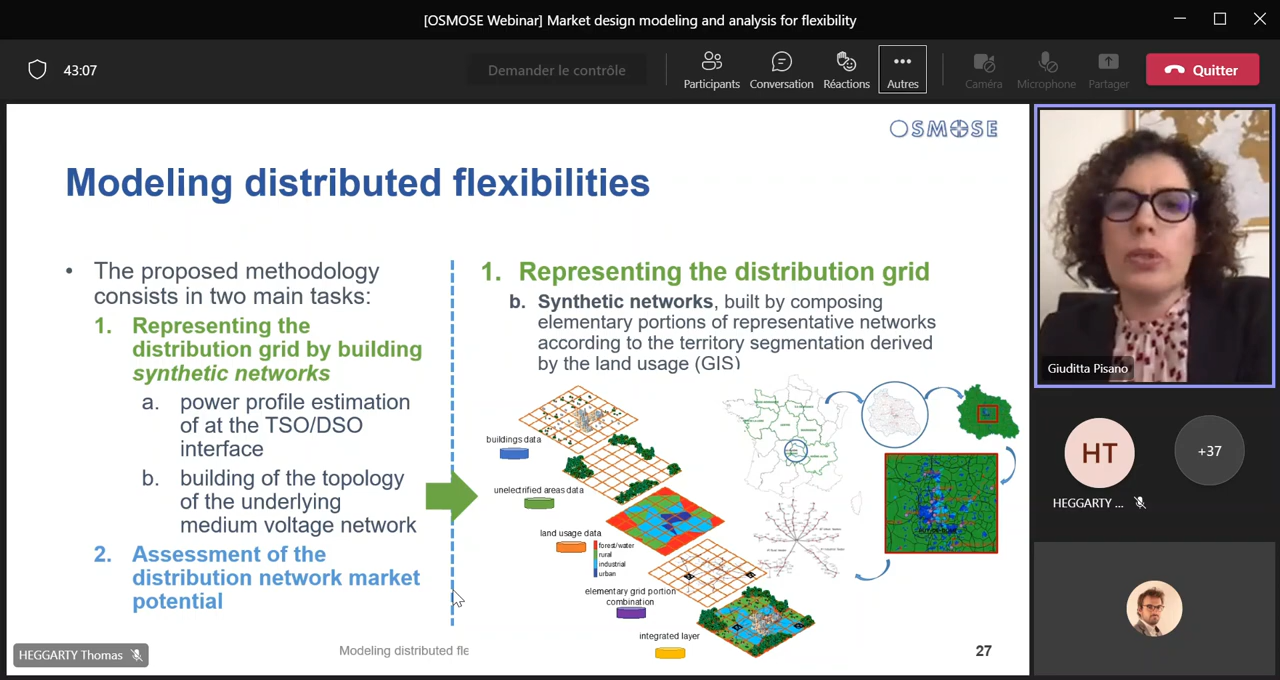 [OSMOSE Webinar] Market design modeling and analysis for flexibility
43:07
Demander le contrôle
Participants
Conversation
Réactions
Autres
Caméra
Microphone
Partager
Quitter
OSMOSE
Modeling distributed flexibilities
• The proposed methodology
consists in two main tasks:
1. Representing the
distribution grid by building
synthetic networks
a. power profile estimation
of at the TSO/DSO
interface
b. building of the topology
of the underlying
medium voltage network
2. Assessment of the
distribution network market
potential
1. Representing the distribution grid
b. Synthetic networks, built by composing
elementary portions of representative networks
according to the territory segmentation derived
by the land usage (GIS)
buildings data
unelectrified areas data
land usage data
forest/water
rural
industrial
urban
elementary grid portion
combination
integrated layer
HEGGARTY Thomas
Modeling distributed fle
27
Giuditta Pisano
HT
HEGGARTY ...
+37